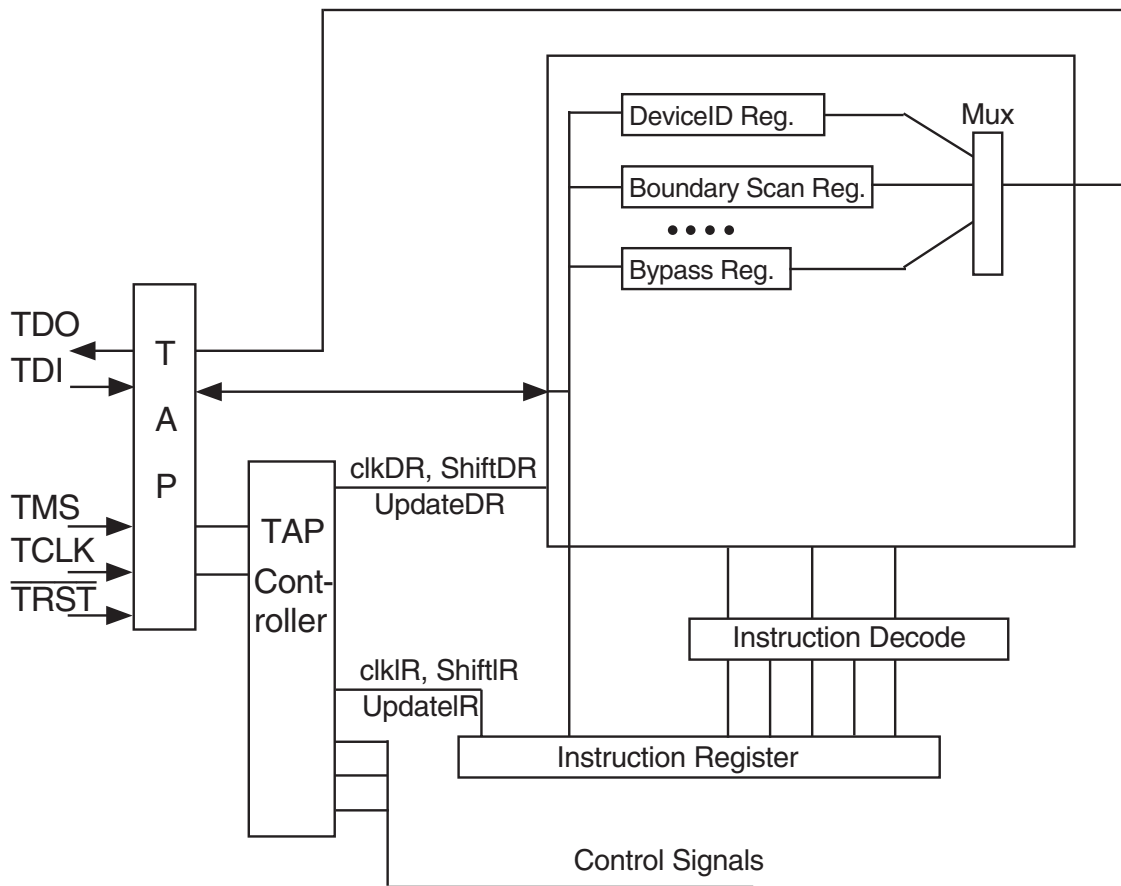 DeviceID Reg.
Mux
Boundary Scan Reg.
Bypass Reg.
TDO
TDI
T
A
P
TMS
TCLK
TRST
TAP
Cont-
roller
clkDR, ShiftDR
UpdateDR
Instruction Decode
clkIR, ShiftIR
UpdateIR
Instruction Register
Control Signals